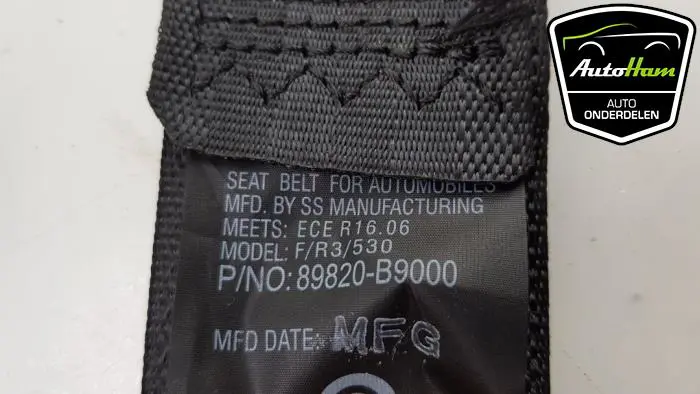 SEAT BELT FOR AUTOMOBILES
MFD. BY SS MANUFACTURING
MEETS: ECE R16.06
MODEL: F/R3/530
P/NO: 89820-B9000
MFD DATE: MFG
AutoHam
AUTO
ONDERDELEN